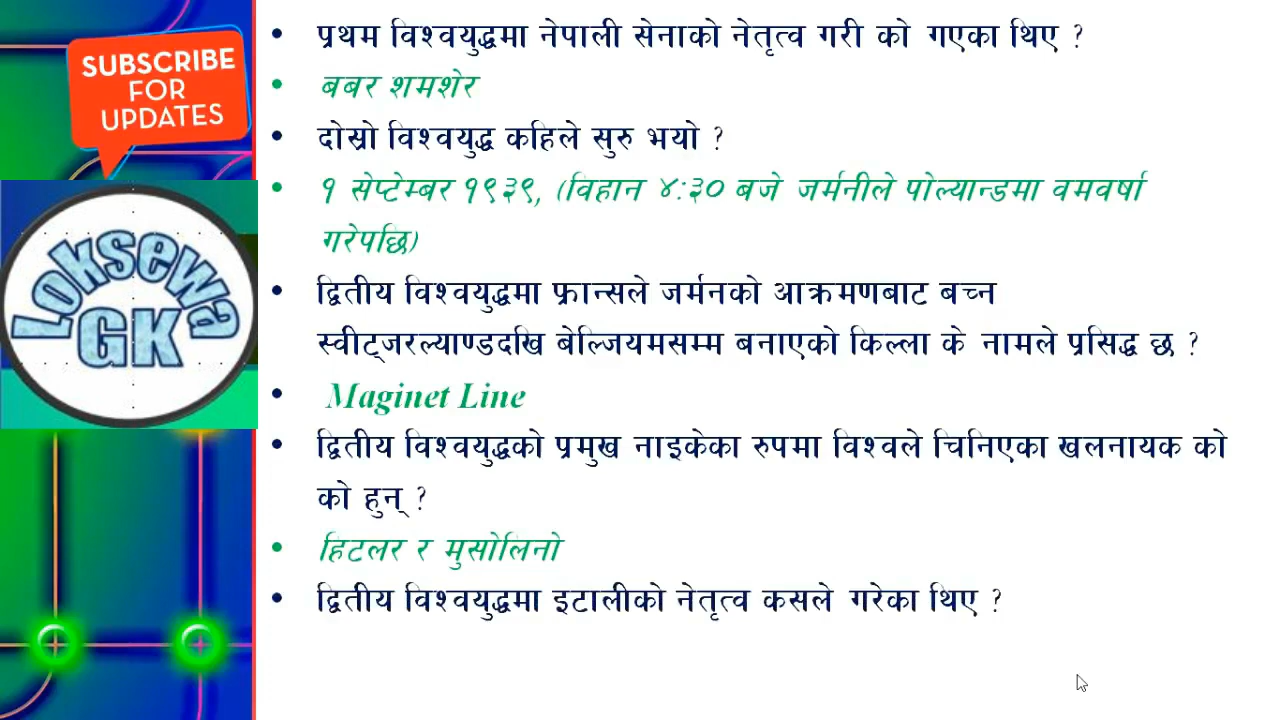 SUBSCRIBE
FOR
UPDATES
Loksewa
GK
• प्रथम विश्वयुद्धमा नेपाली सेनाको नेतृत्व गरी को गएका थिए ?
• बबर शमशेर
• दोस्रो विश्वयुद्ध कहिले सुरु भयो ?
• १ सेप्टेम्बर १९३९, (विहान ४:३० बजे जर्मनीले पोल्यान्डमा वमवर्षा
गरेपछि)
• द्वितीय विश्वयुद्धमा फ्रान्सले जर्मनको आक्रमणबाट बच्न
स्वीट्जरल्याण्डदखि बेल्जियमसम्म बनाएको किल्ला के नामले प्रसिद्ध छ ?
• Maginet Line
• द्वितीय विश्वयुद्धको प्रमुख नाइकेका रुपमा विश्वले चिनिएका खलनायक को
को हुन् ?
• हिटलर र मुसोलिनो
• द्वितीय विश्वयुद्धमा इटालीको नेतृत्व कसले गरेका थिए ?